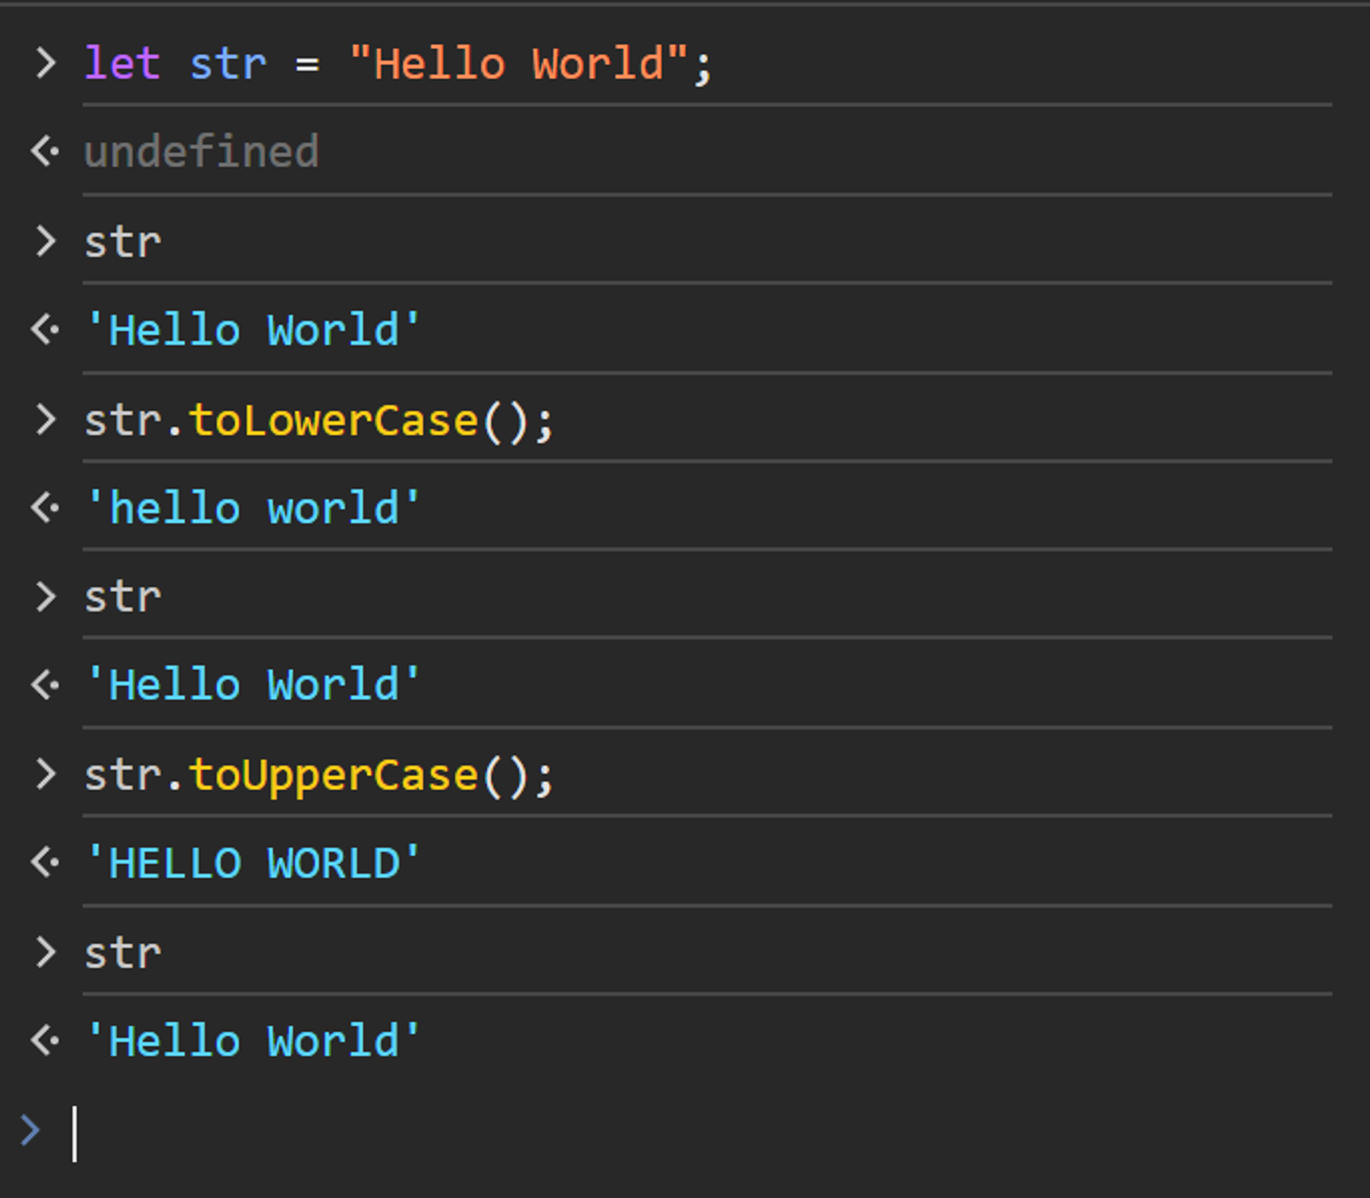 > let str = "Hello World";
<· undefined
> str
<· 'Hello World'
> str.toLowerCase();
<· 'hello world'
> str
<· 'Hello World'
> str.toUpperCase();
<· 'HELLO WORLD'
> str
<· 'Hello World'
>